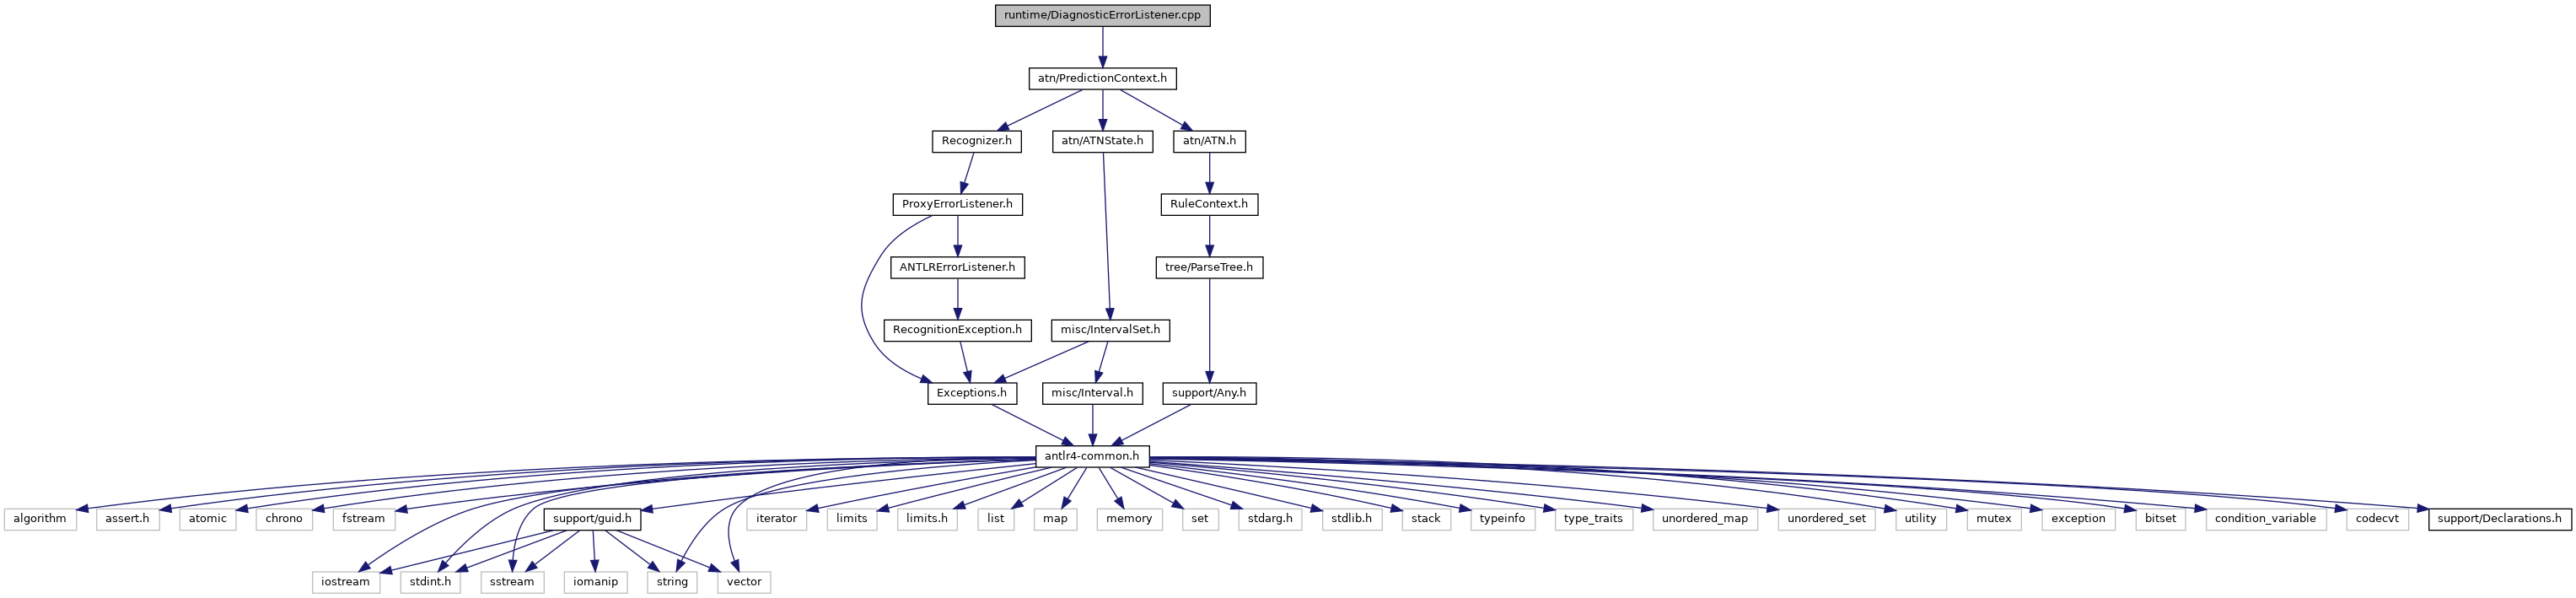 runtime/DiagnosticErrorListener.cpp
atn/PredictionContext.h
Recognizer.h
atn/ATNState.h
atn/ATN.h
ProxyErrorListener.h
RuleContext.h
ANTLRErrorListener.h
tree/ParseTree.h
RecognitionException.h
misc/IntervalSet.h
Exceptions.h
misc/Interval.h
support/Any.h
antlr4-common.h
algorithm
assert.h
atomic
chrono
fstream
support/guid.h
iterator
limits
limits.h
list
map
memory
set
stdarg.h
stdlib.h
stack
typeinfo
type_traits
unordered_map
unordered_set
utility
mutex
exception
bitset
condition_variable
codecvt
support/Declarations.h
iostream
stdint.h
sstream
iomanip
string
vector